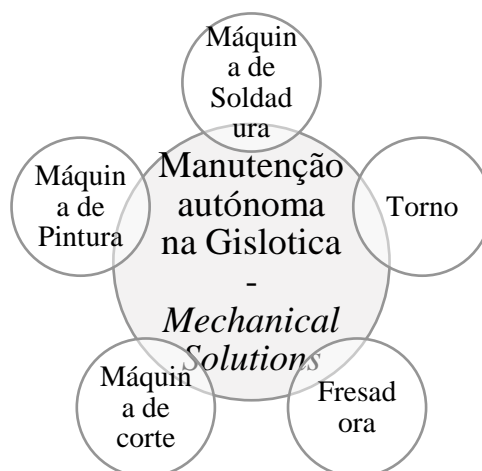 Máquin
a de
Soldad
ura
Manutenção
autónoma
na Gislotica
-
Mechanical
Solutions
Torno
Fresad
ora
Máquin
a de
corte
Máquin
a de
Pintura